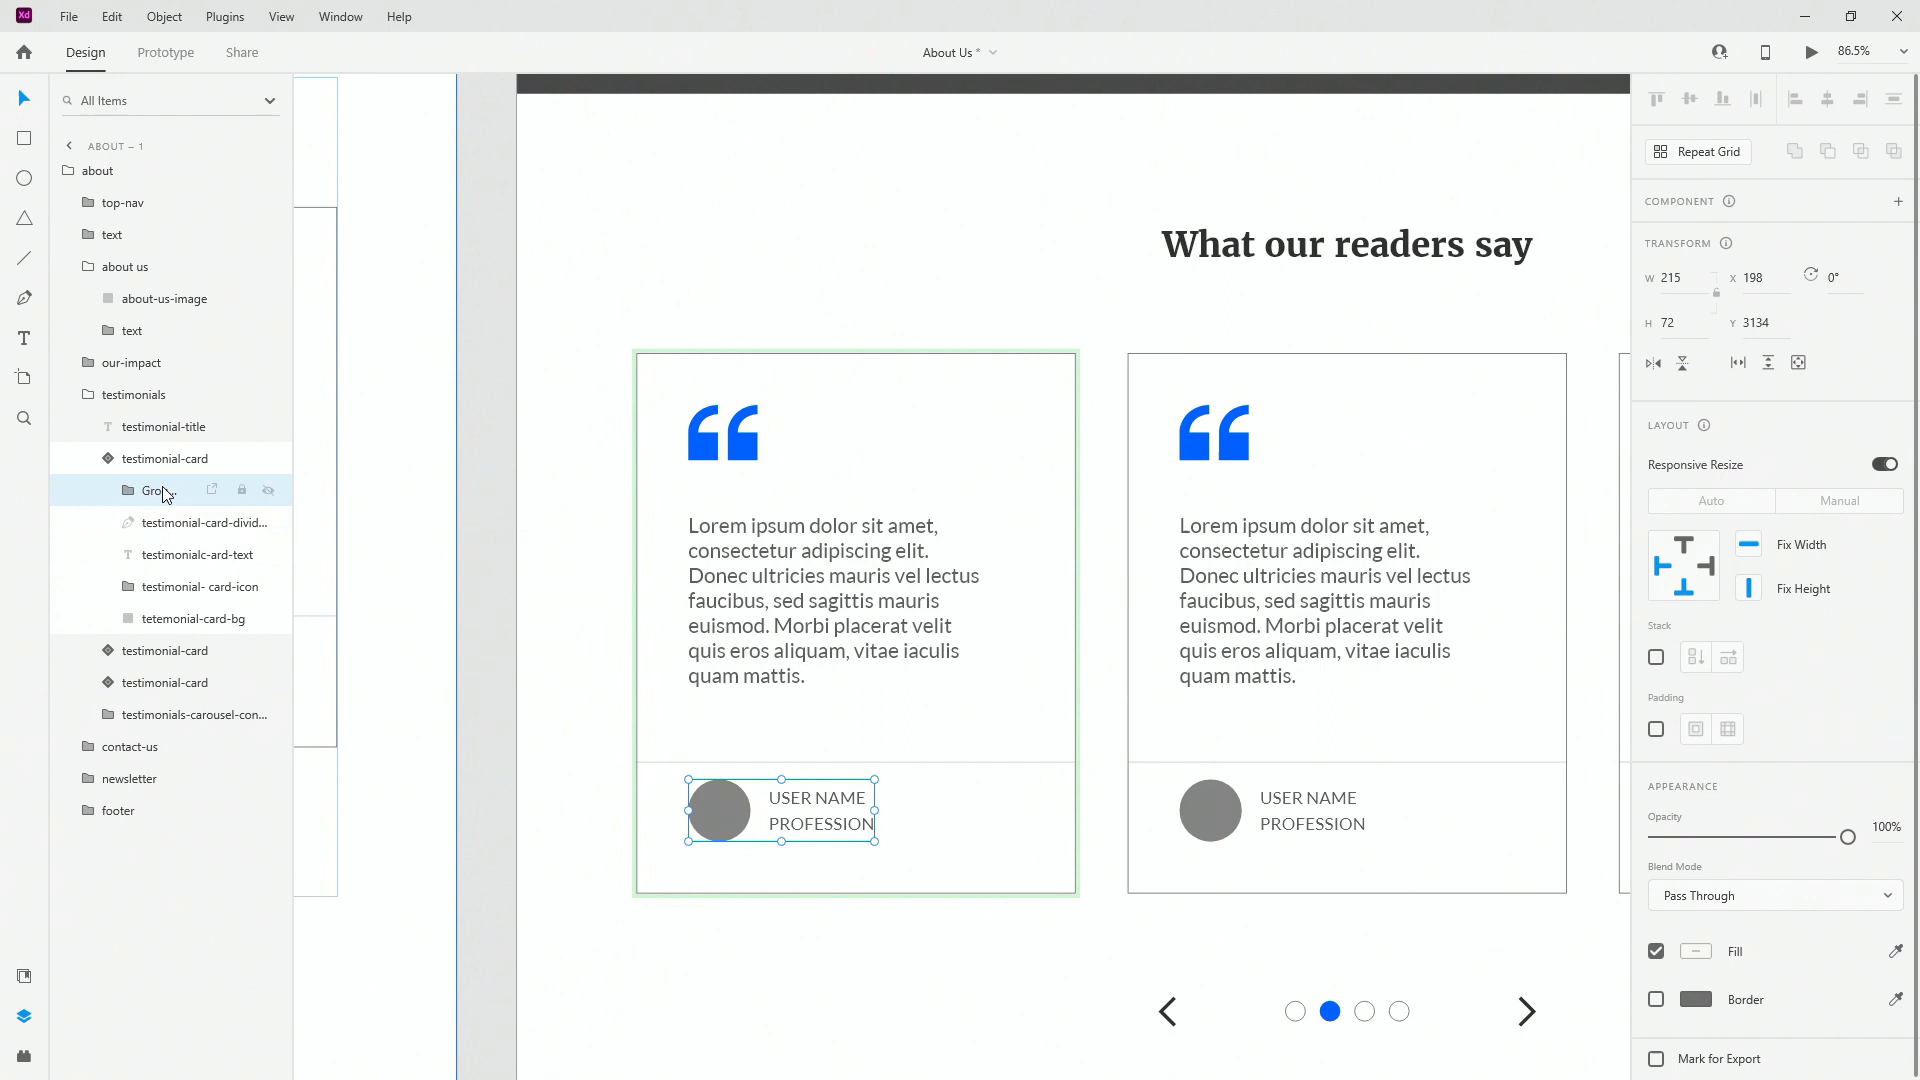 Xd
File Edit Object Plugins View Window Help
Design Prototype Share
About Us *
86.5%
All Items
ABOUT – 1
about
top-nav
text
about us
about-us-image
text
our-impact
testimonials
testimonial-title
testimonial-card
testimonial-card-divid...
testimonialc-ard-text
testimonial- card-icon
tetemonial-card-bg
testimonial-card
testimonial-card
testimonials-carousel-con...
contact-us
newsletter
footer
What our readers say
Lorem ipsum dolor sit amet,
consectetur adipiscing elit.
Donec ultricies mauris vel lectus
faucibus, sed sagittis mauris
euismod. Morbi placerat velit
quis eros aliquam, vitae iaculis
quam mattis.
USER NAME
PROFESSION
Lorem ipsum dolor sit amet,
consectetur adipiscing elit.
Donec ultricies mauris vel lectus
faucibus, sed sagittis mauris
euismod. Morbi placerat velit
quis eros aliquam, vitae iaculis
quam mattis.
USER NAME
PROFESSION
Repeat Grid
COMPONENT
TRANSFORM
W 215 X 198 0°
H 72 Y 3134
LAYOUT
Responsive Resize
Auto Manual
Fix Width
Fix Height
Stack
Padding
APPEARANCE
Opacity
100%
Blend Mode
Pass Through
Fill
Border
Mark for Export